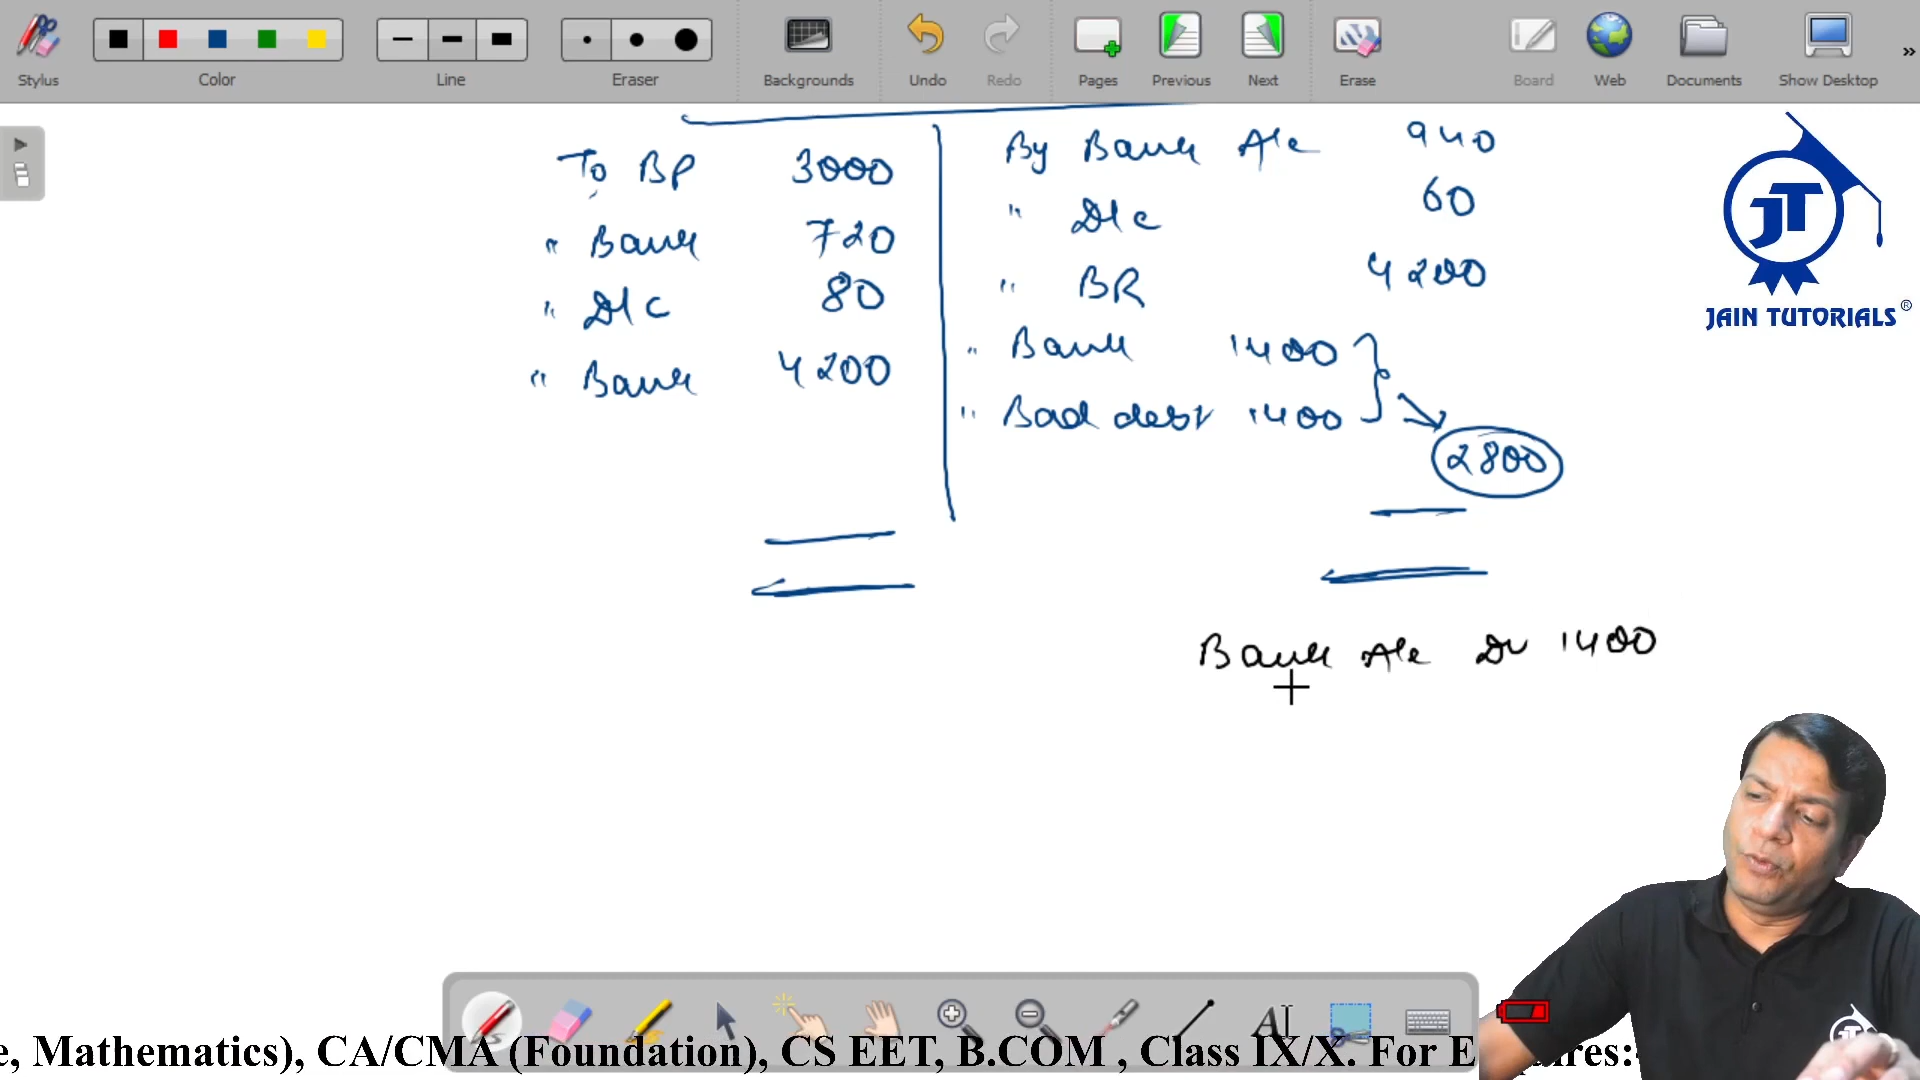 Stylus Color Line Eraser Backgrounds Undo Redo Pages Previous Next Erase Board Web Documents Show Desktop »
To BP 3000
" Bank 720
" D/c 80
" Bank 4200
By Bank A/c 940
" D/c 60
" BR 4200
" Bank 1400
" Bad debt 1400
2800
JT
JAIN TUTORIALS®
Bank A/c Dr 1400
e, Mathematics), CA/CMA (Foundation), CS EET, B.COM , Class IX/X. For E quires: